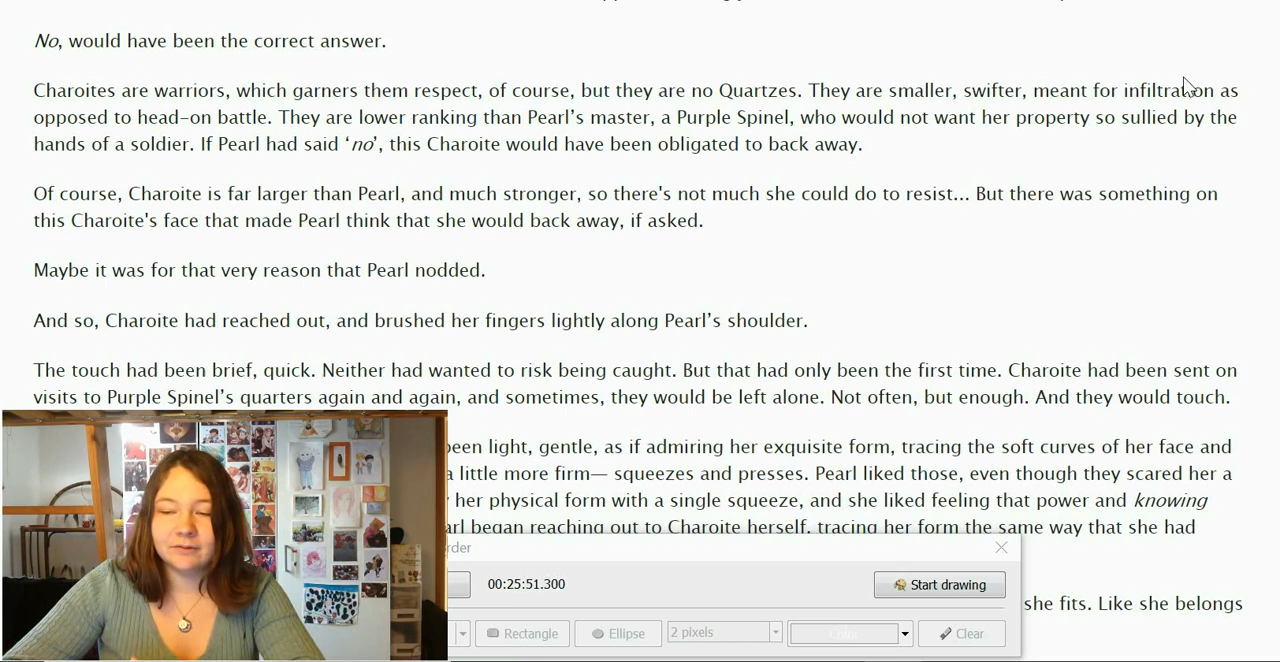 No, would have been the correct answer.
Charoites are warriors, which garners them respect, of course, but they are no Quartzes. They are smaller, swifter, meant for infiltration as
opposed to head-on battle. They are lower ranking than Pearl's master, a Purple Spinel, who would not want her property so sullied by the
hands of a soldier. If Pearl had said 'no', this Charoite would have been obligated to back away.
Of course, Charoite is far larger than Pearl, and much stronger, so there's not much she could do to resist... But there was something on
this Charoite's face that made Pearl think that she would back away, if asked.
Maybe it was for that very reason that Pearl nodded.
And so, Charoite had reached out, and brushed her fingers lightly along Pearl's shoulder.
The touch had been brief, quick. Neither had wanted to risk being caught. But that had only been the first time. Charoite had been sent on
visits to Purple Spinel's quarters again and again, and sometimes, they would be left alone. Not often, but enough. And they would touch.
been light, gentle, as if admiring her exquisite form, tracing the soft curves of her face and
a little more firm— squeezes and presses. Pearl liked those, even though they scared her a
her physical form with a single squeeze, and she liked feeling that power and knowing
began reaching out to Charoite herself, tracing her form the same way that she had
00:25:51.300
Start drawing
she fits. Like she belongs
Rectangle
Ellipse
2 pixels
Color
Clear